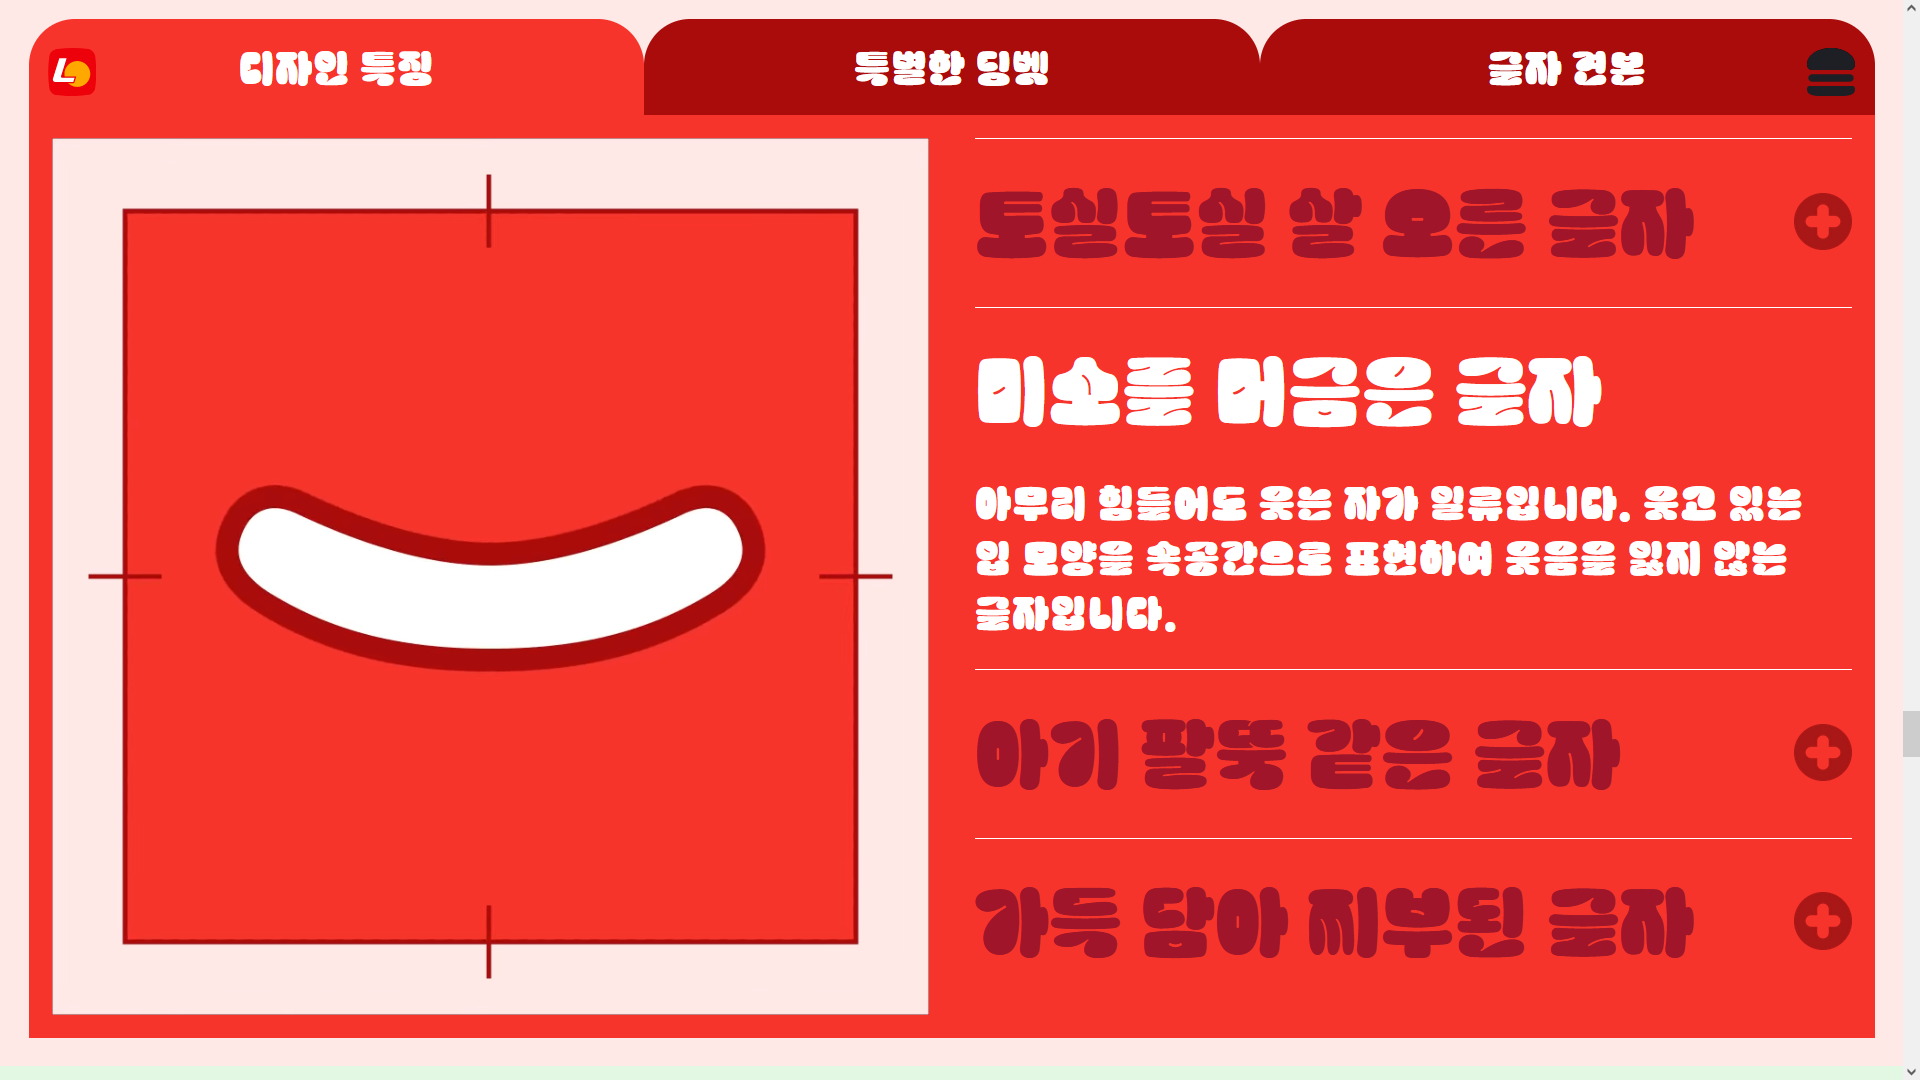 디자인 특징
특별한 딩벳
글자 견본
토실토실 살 오른 글자
미소를 머금은 글자
아무리 힘들어도 웃는 자가 일류입니다. 웃고 있는
입 모양을 속공간으로 표현하여 웃음을 잃지 않는
글자입니다.
아기 팔뚝 같은 글자
가득 담아 찌부된 글자